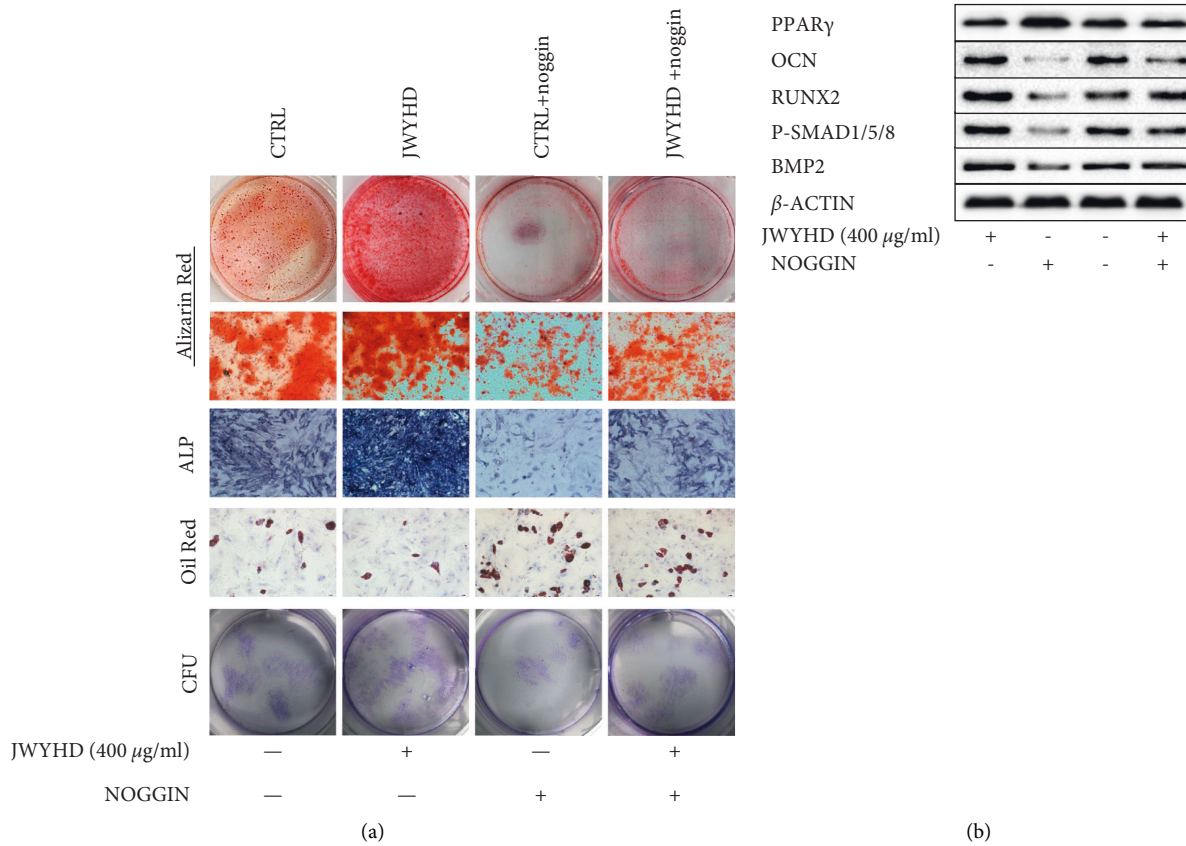 CTRL
JWYHD
CTRL+noggin
JWYHD +noggin
Alizarin Red
ALP
Oil Red
CFU
JWYHD (400 μg/ml) — + — +
NOGGIN — — + +
(a)
PPARγ
OCN
RUNX2
P-SMAD1/5/8
BMP2
β-ACTIN
JWYHD (400 μg/ml) + - - +
NOGGIN - + - +
(b)